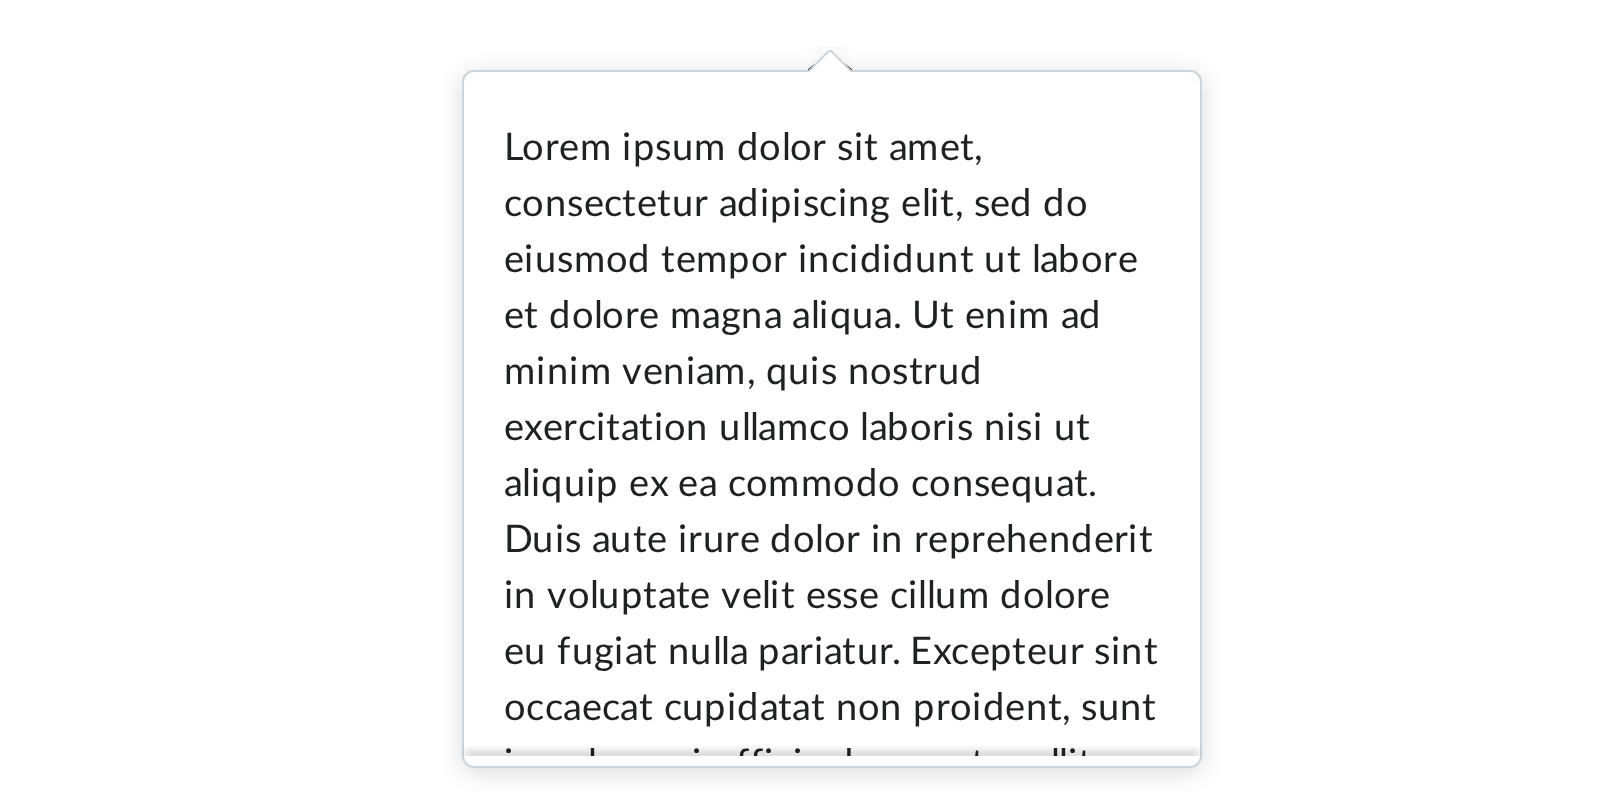 Lorem ipsum dolor sit amet,
consectetur adipiscing elit, sed do
eiusmod tempor incididunt ut labore
et dolore magna aliqua. Ut enim ad
minim veniam, quis nostrud
exercitation ullamco laboris nisi ut
aliquip ex ea commodo consequat.
Duis aute irure dolor in reprehenderit
in voluptate velit esse cillum dolore
eu fugiat nulla pariatur. Excepteur sint
occaecat cupidatat non proident, sunt